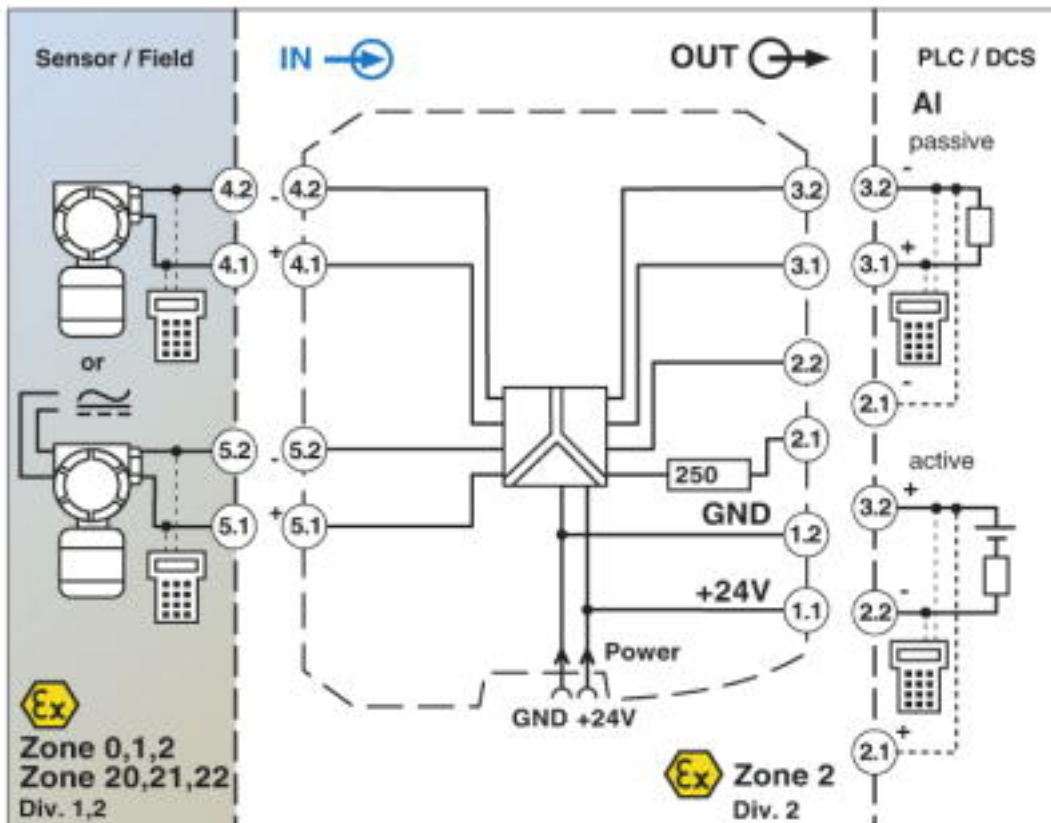 Sensor / Field
IN
OUT
PLC / DCS
AI
passive
4.2
-
4.2
3.2
3.2
-
4.1
+
4.1
3.1
3.1
+
or
2.2
2.1
-
5.2
-
5.2
2.1
250
active
5.1
+
5.1
GND
1.2
3.2
+
+24V
1.1
2.2
-
Power
GND +24V
2.1
+
Ex
Zone 0,1,2
Zone 20,21,22
Div. 1,2
Ex
Zone 2
Div. 2